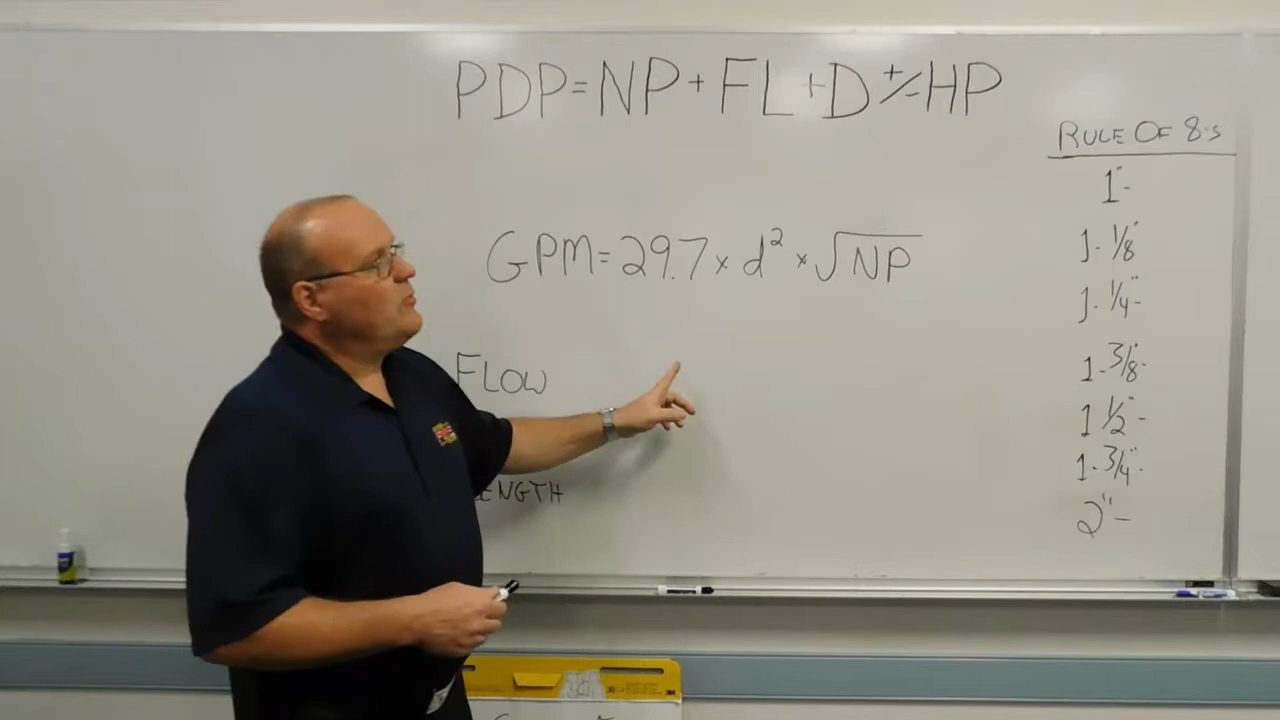 PDP=NP+FL+D+/-HP
RULE OF 8's
1"-
1-1/8"
1-1/4"-
1-3/8"-
1 1/2"-
1-3/4"-
2"-
GPM=29.7×d²×√NP
FLOW
LENGTH